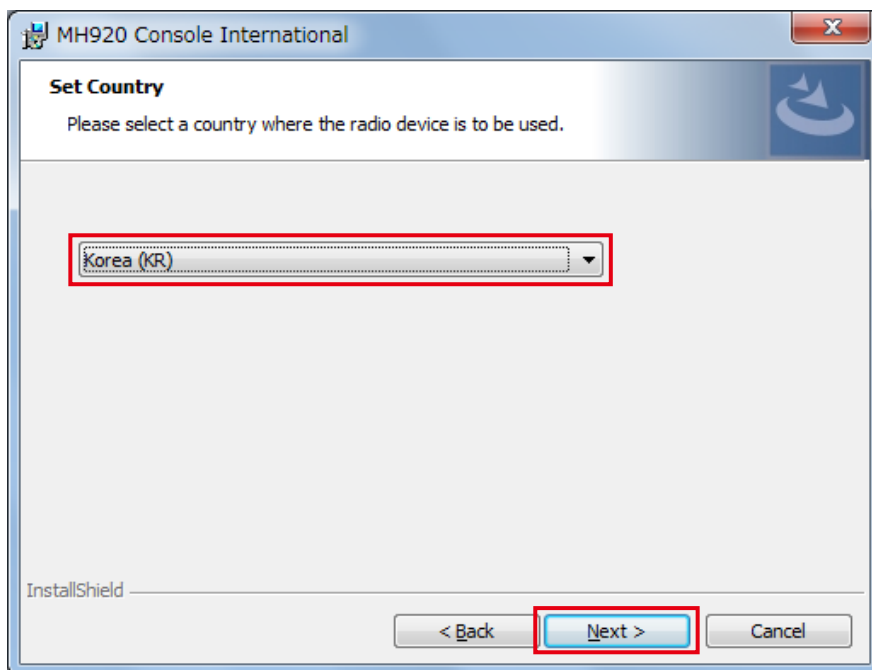 MH920 Console International
Set Country
Please select a country where the radio device is to be used.
Korea (KR)
InstallShield
< Back
Next >
Cancel